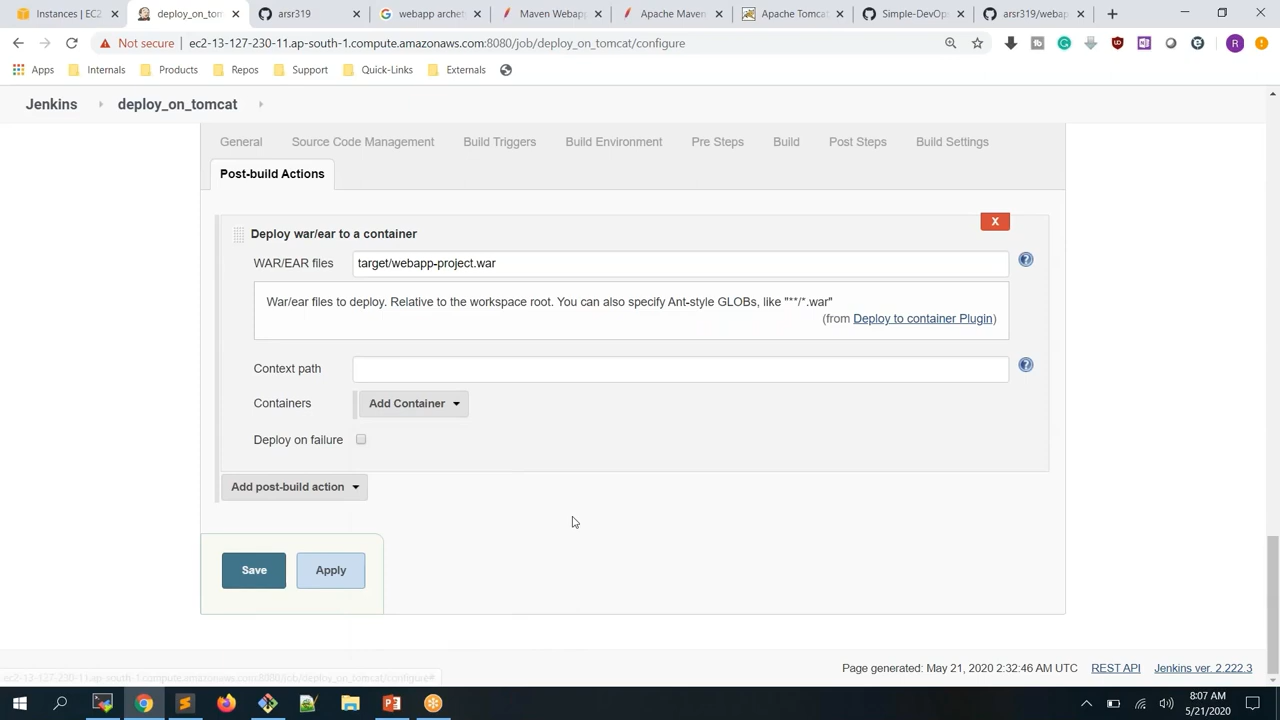 Instances | EC2
deploy_on_tom
arsr319
webapp archet
Maven Webapp
Apache Maven
Apache Tomcat
Simple-DevOp
arsr319/webap
Not secure
ec2-13-127-230-11.ap-south-1.compute.amazonaws.com:8080/job/deploy_on_tomcat/configure
R
Apps
Internals
Products
Repos
Support
Quick-Links
Externals
Jenkins
deploy_on_tomcat
General
Source Code Management
Build Triggers
Build Environment
Pre Steps
Build
Post Steps
Build Settings
Post-build Actions
Deploy war/ear to a container
X
WAR/EAR files
target/webapp-project.war
War/ear files to deploy. Relative to the workspace root. You can also specify Ant-style GLOBs, like "**/*.war"
(from Deploy to container Plugin)
Context path
Containers
Add Container
Deploy on failure
Add post-build action
Save
Apply
Page generated: May 21, 2020 2:32:46 AM UTC
REST API
Jenkins ver. 2.222.3
ec2-13-127-230-11.ap-south-1.compute.amazonaws.com:8080/job/deploy_on_tomcat/configure#
8:07 AM
5/21/2020